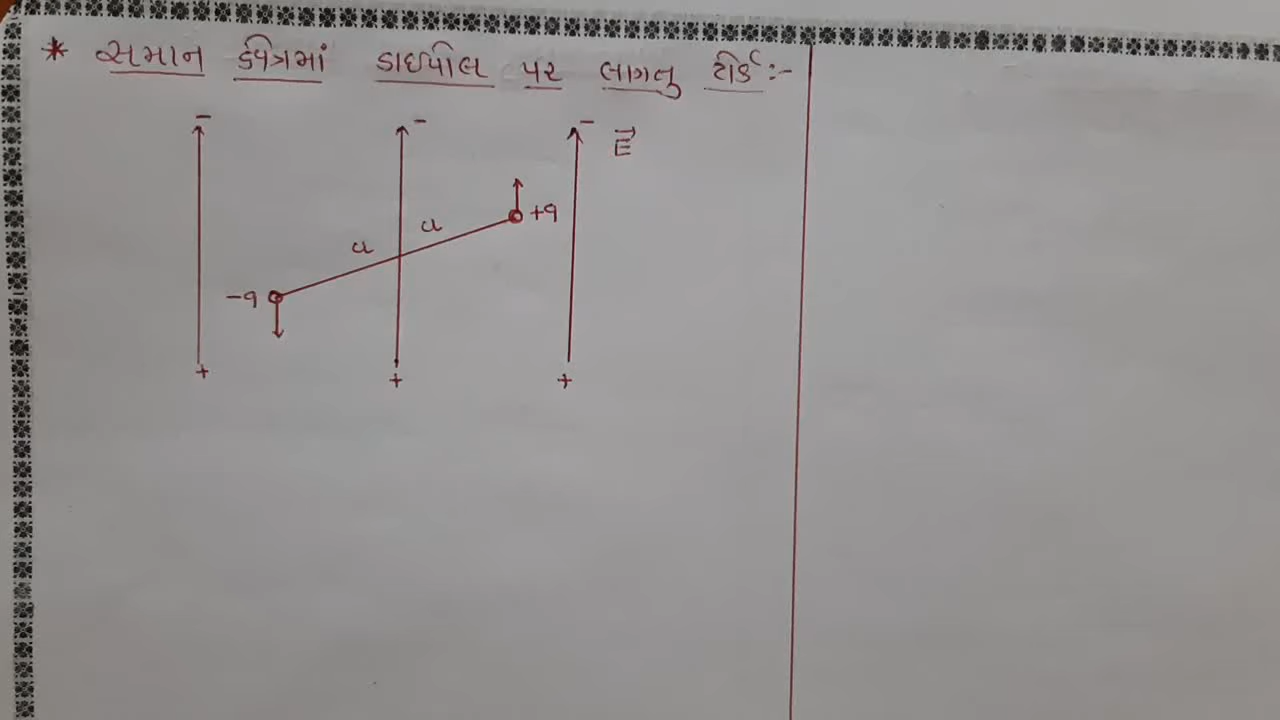 * સમાન ક્ષેત્રમાં ડાઇપોલ પર લાગતુ ટોર્ક :-
- - - E
a a +q
-q
+ + +